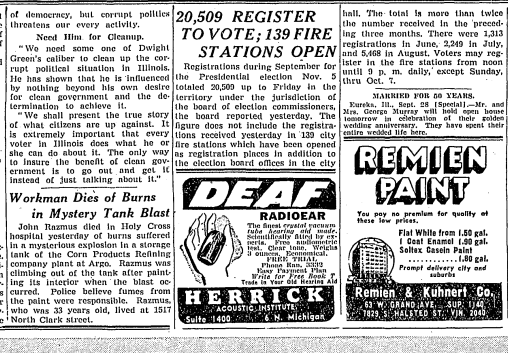 of democracy, but corrupt politics
threatens our every activity.
Need Him for Cleanup.
"We need some one of Dwight
Green's caliber to clean up the cor-
rupt political situation in Illinois.
He has shown that he is influenced
by nothing beyond his own desire
for clean government and the de-
termination to achieve it.
"We shall present the true story
of what citizens are up against. It
is extremely important that every
voter in Illinois does what he or
she can do about it. The only way
to insure the benefit of clean gov-
ernment is to go out and get it
instead of just talking about it."
Workman Dies of Burns
in Mystery Tank Blast
John Razmus died in Holy Cross
hospital yesterday of burns suffered
in a mysterious explosion in a storage
tank of the Corn Products Refining
company plant at Argo. Razmus was
climbing out of the tank after paint-
ing its interior when the blast oc-
curred. Police believe fumes from
the paint were responsible. Razmus,
who was 33 years old, lived at 1517
North Clark street.
20,509 REGISTER
TO VOTE; 139 FIRE
STATIONS OPEN
Registrations during September for
the Presidential election Nov. 5
totaled 20,509 up to Friday in the
territory under the jurisdiction of
the board of election commissioners,
the board reported yesterday. The
figure does not include the registra-
tions received yesterday in 139 city
fire stations which have been opened
as registration places in addition to
the election board offices in the city
DEAF
RADIOEAR
The finest crystal vacuum
tube hearing aid made.
Scientifically fitted by ex-
perts. Free audiometric
test. Clear tone. Weighs
3 ounces. Economical.
FREE TRIAL
Phone Ran. 3332
Easy Payment Plan
Write for Free Book
Trade in Your Old Hearing Aid
HERRICK
ACOUSTIC INSTITUTE
Suite 1400 6 N. Michigan
hall. The total is more than twice
the number received in the preced-
ing three months. There were 1,313
registrations in June, 2,249 in July,
and 5,468 in August. Voters may reg-
ister in the fire stations from noon
until 9 p. m. daily, except Sunday,
thru Oct. 7.
MARRIED FOR 50 YEARS.
Eureka, Ill., Sept. 28 [Special].—Mr. and
Mrs. George Murray will hold open house
tomorrow in celebration of their golden
wedding anniversary. They have spent their
entire wedded life here.
REMIEN
PAINT
You pay no premium for quality at
these low prices.
Flat White from 1.50 gal.
1 Coat Enamel 1.90 gal.
Soltex Casein Paint
1.80 gal.
Prompt delivery city and
suburbs
Remien & Kuhnert Co.
63 W. GRAND AVE. SUP. 1140
7829 S. HALSTED ST. VIN. 2040